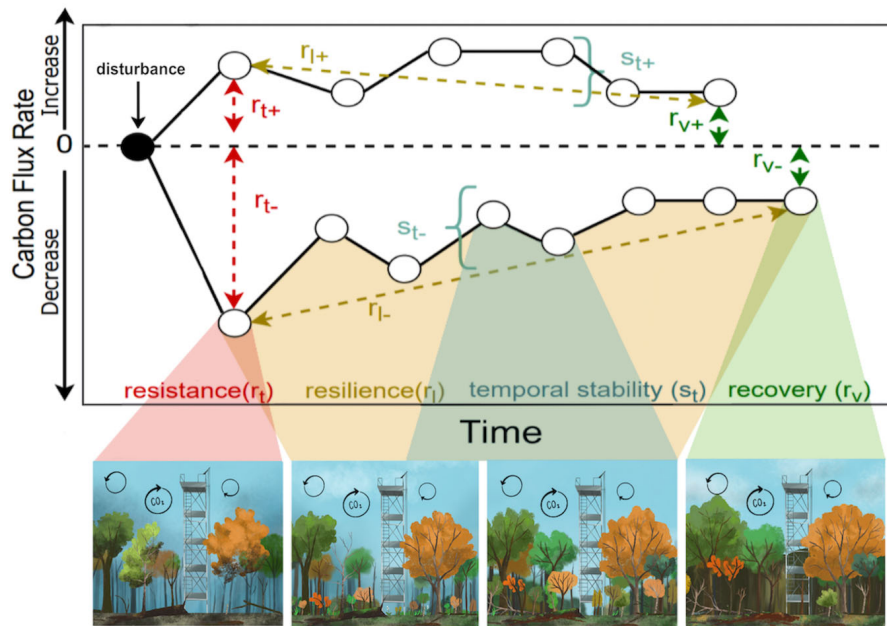 Increase
Carbon Flux Rate
Decrease
0
disturbance
r_t+
r_l+
s_t+
r_v+
r_t-
s_t-
r_l-
r_v-
resistance(r_t)
resilience(r_l)
temporal stability (s_t)
recovery (r_v)
Time
CO₂
CO₂
CO₂
CO₂